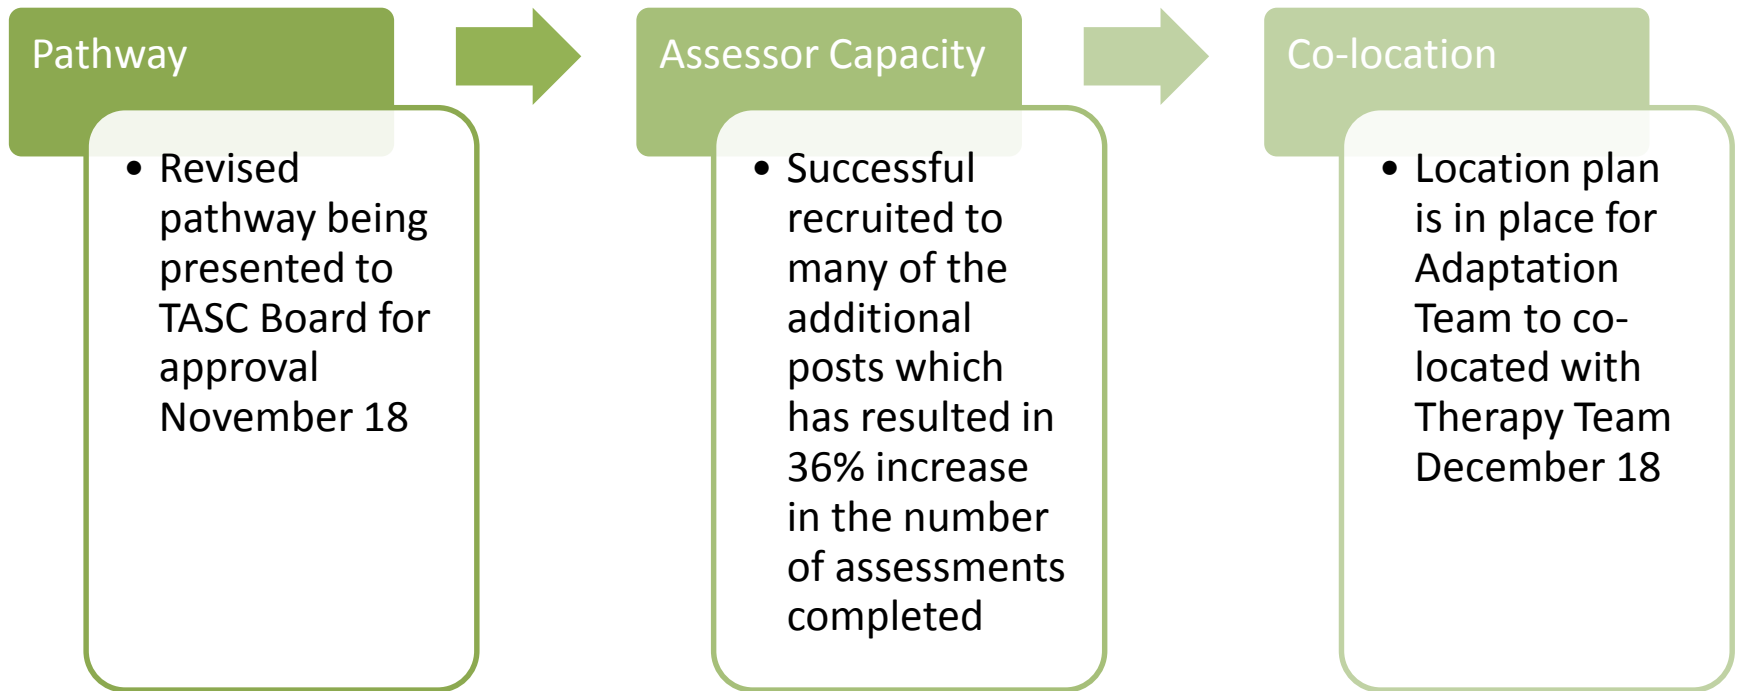 Pathway
• Revised
pathway being
presented to
TASC Board for
approval
November 18
Assessor Capacity
• Successful
recruited to
many of the
additional
posts which
has resulted in
36% increase
in the number
of assessments
completed
Co-location
• Location plan
is in place for
Adaptation
Team to co-
located with
Therapy Team
December 18